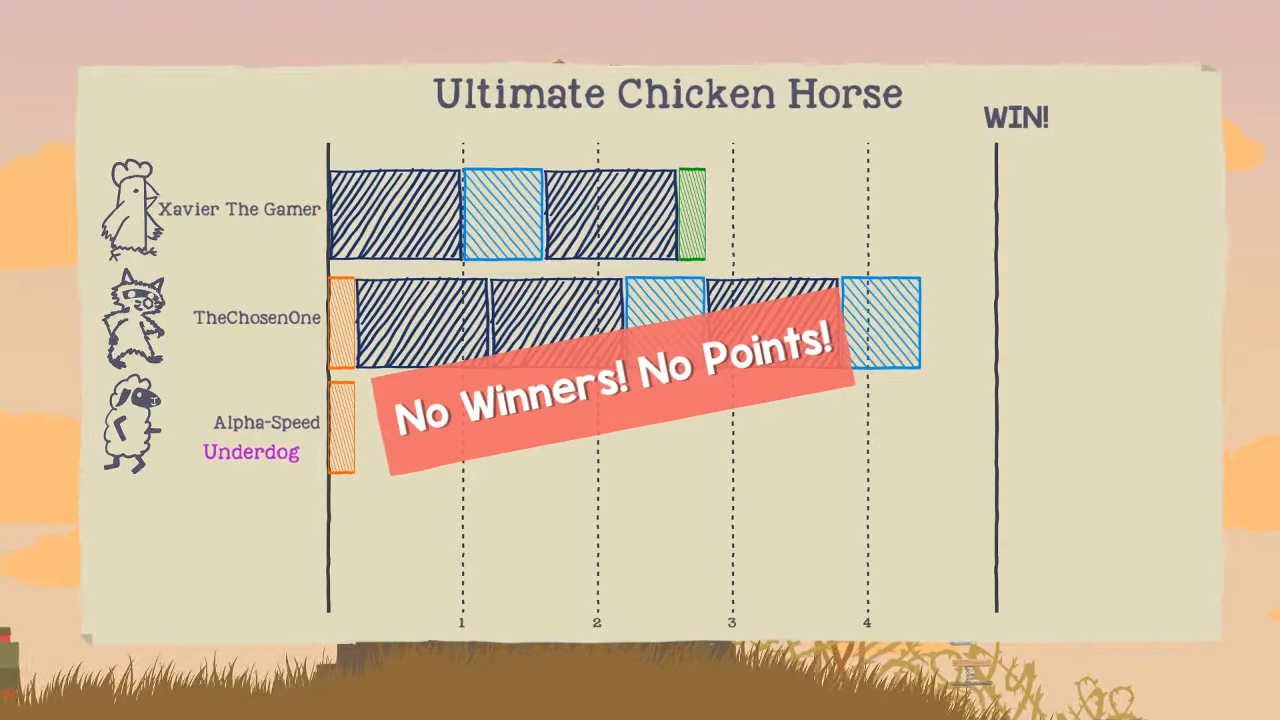 Ultimate Chicken Horse
WIN!
Xavier The Gamer
TheChosenOne
No Winners! No Points!
Alpha-Speed
Underdog
1 2 3 4